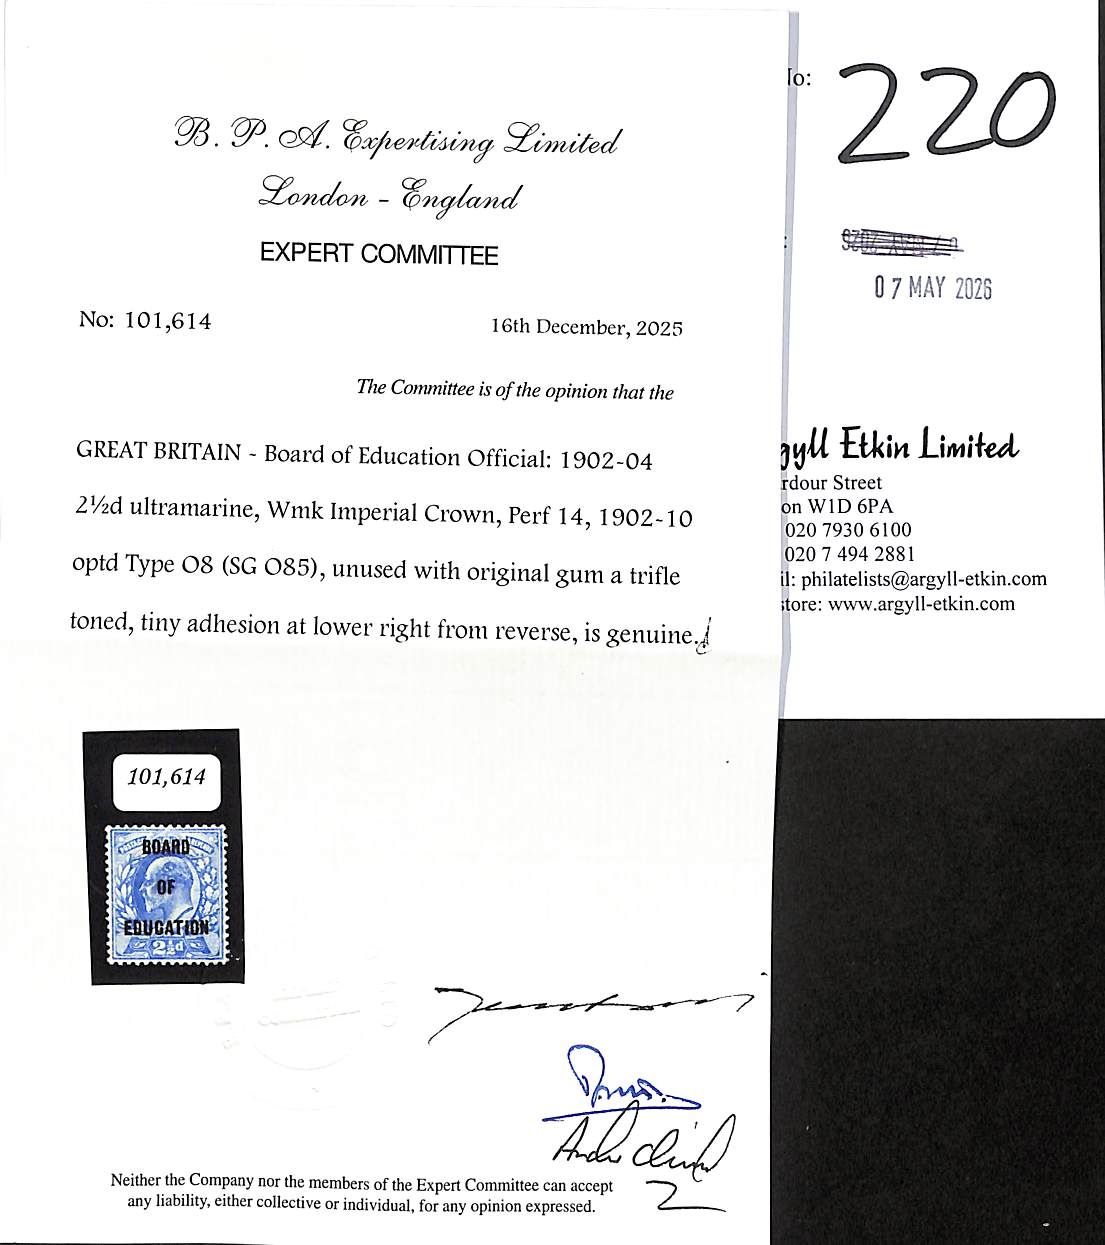 B. P. A. Expertising Limited
London - England
EXPERT COMMITTEE
No: 101,614
16th December, 2025
The Committee is of the opinion that the
GREAT BRITAIN - Board of Education Official: 1902-04
2½d ultramarine, Wmk Imperial Crown, Perf 14, 1902-10
optd Type O8 (SG O85), unused with original gum a trifle
toned, tiny adhesion at lower right from reverse, is genuine.
101,614
BOARD
OF
EDUCATION
2½d
Neither the Company nor the members of the Expert Committee can accept
any liability, either collective or individual, for any opinion expressed.
o:
220
:
07 MAY 2026
gyll Etkin Limited
rdour Street
on W1D 6PA
020 7930 6100
020 7 494 2881
il: philatelists@argyll-etkin.com
tore: www.argyll-etkin.com